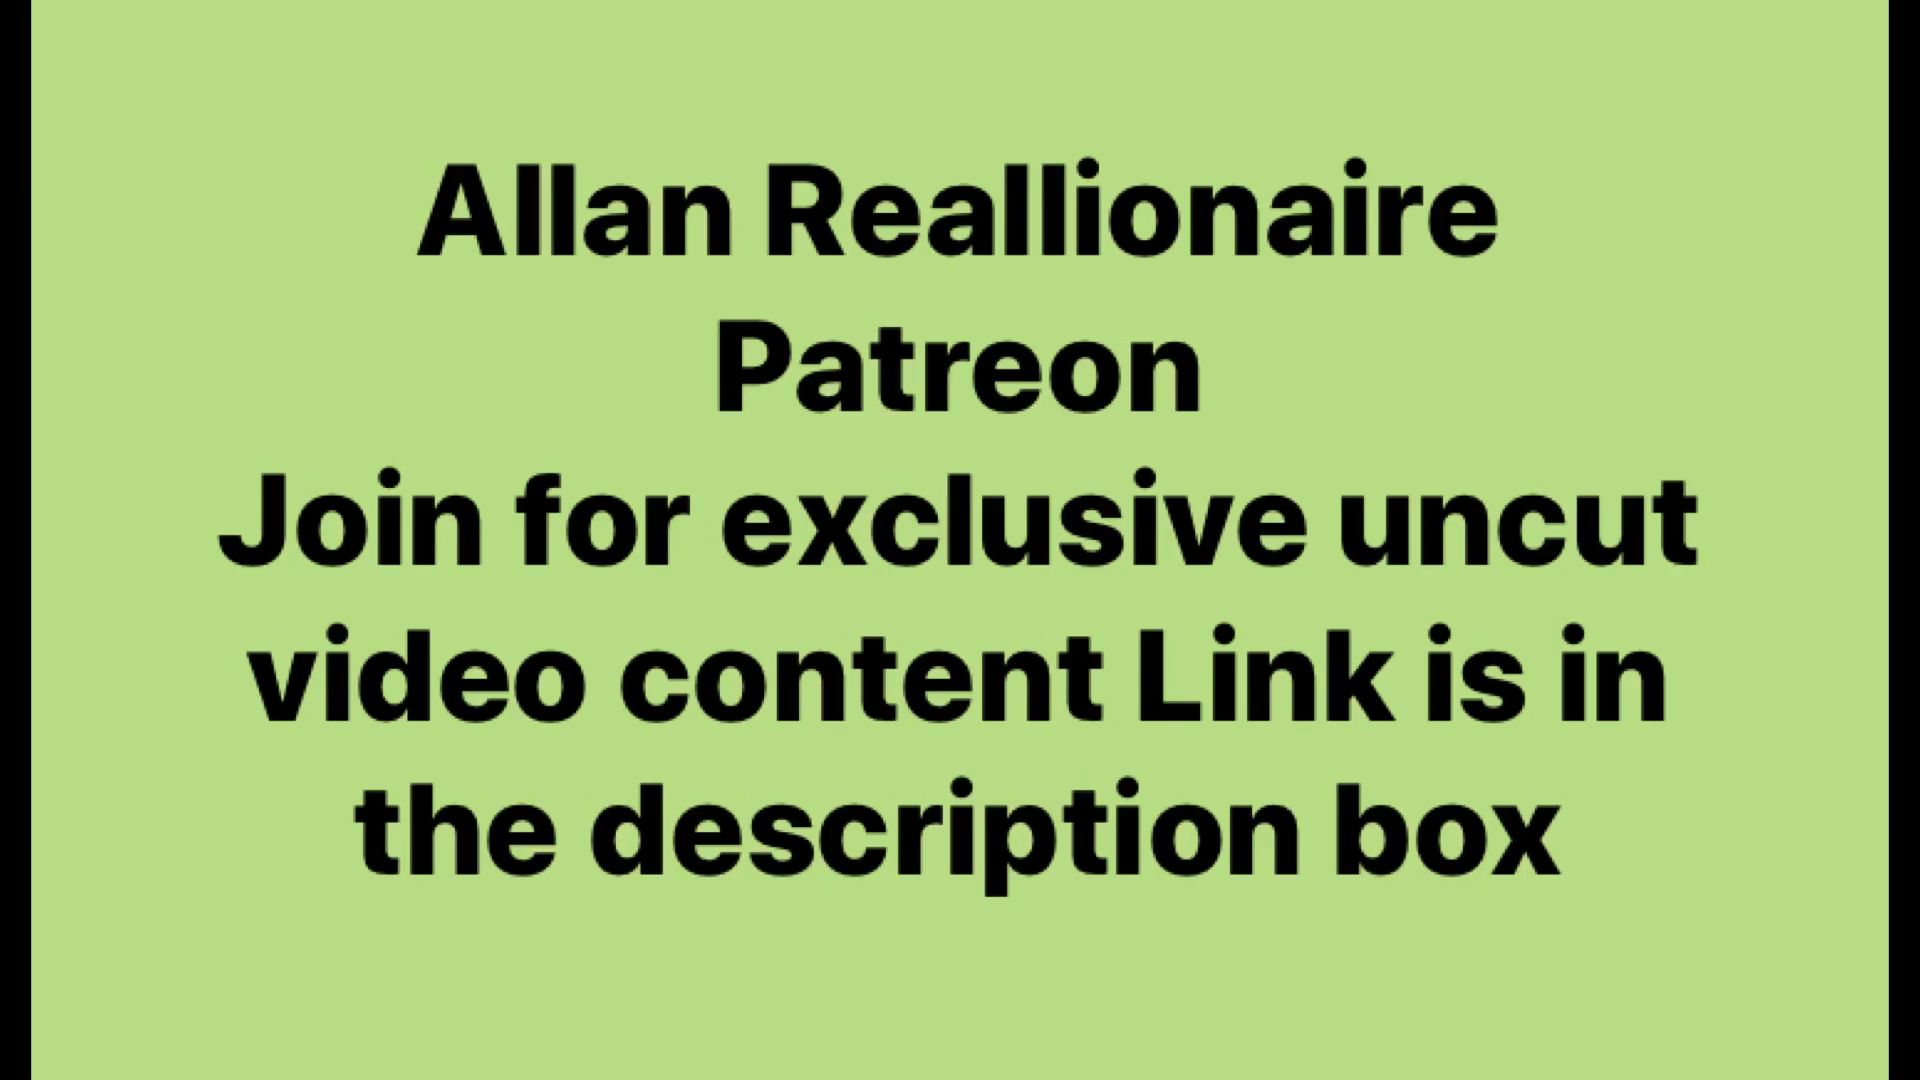 Allan Reallionaire
Patreon
Join for exclusive uncut
video content Link is in
the description box